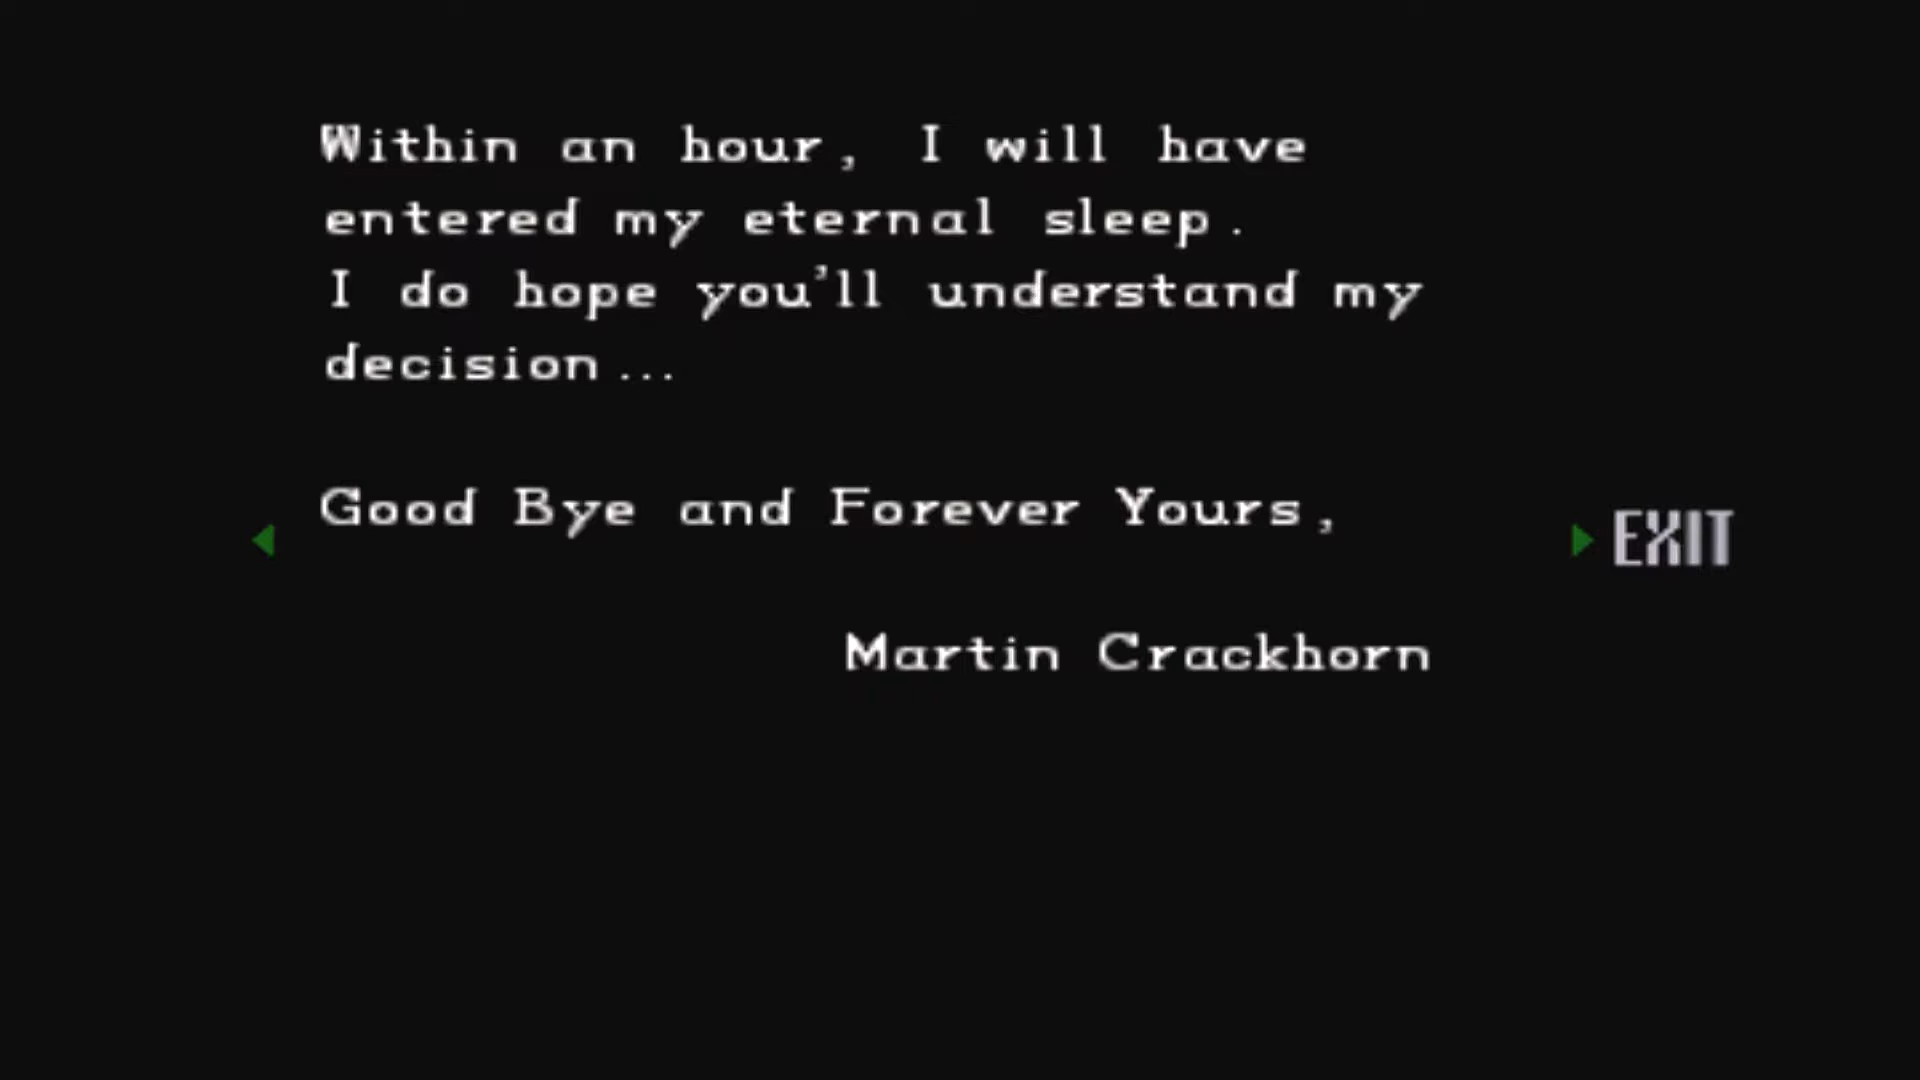 Within an hour, I will have
entered my eternal sleep.
I do hope you'll understand my
decision...
Good Bye and Forever Yours,
EXIT
Martin Crackhorn